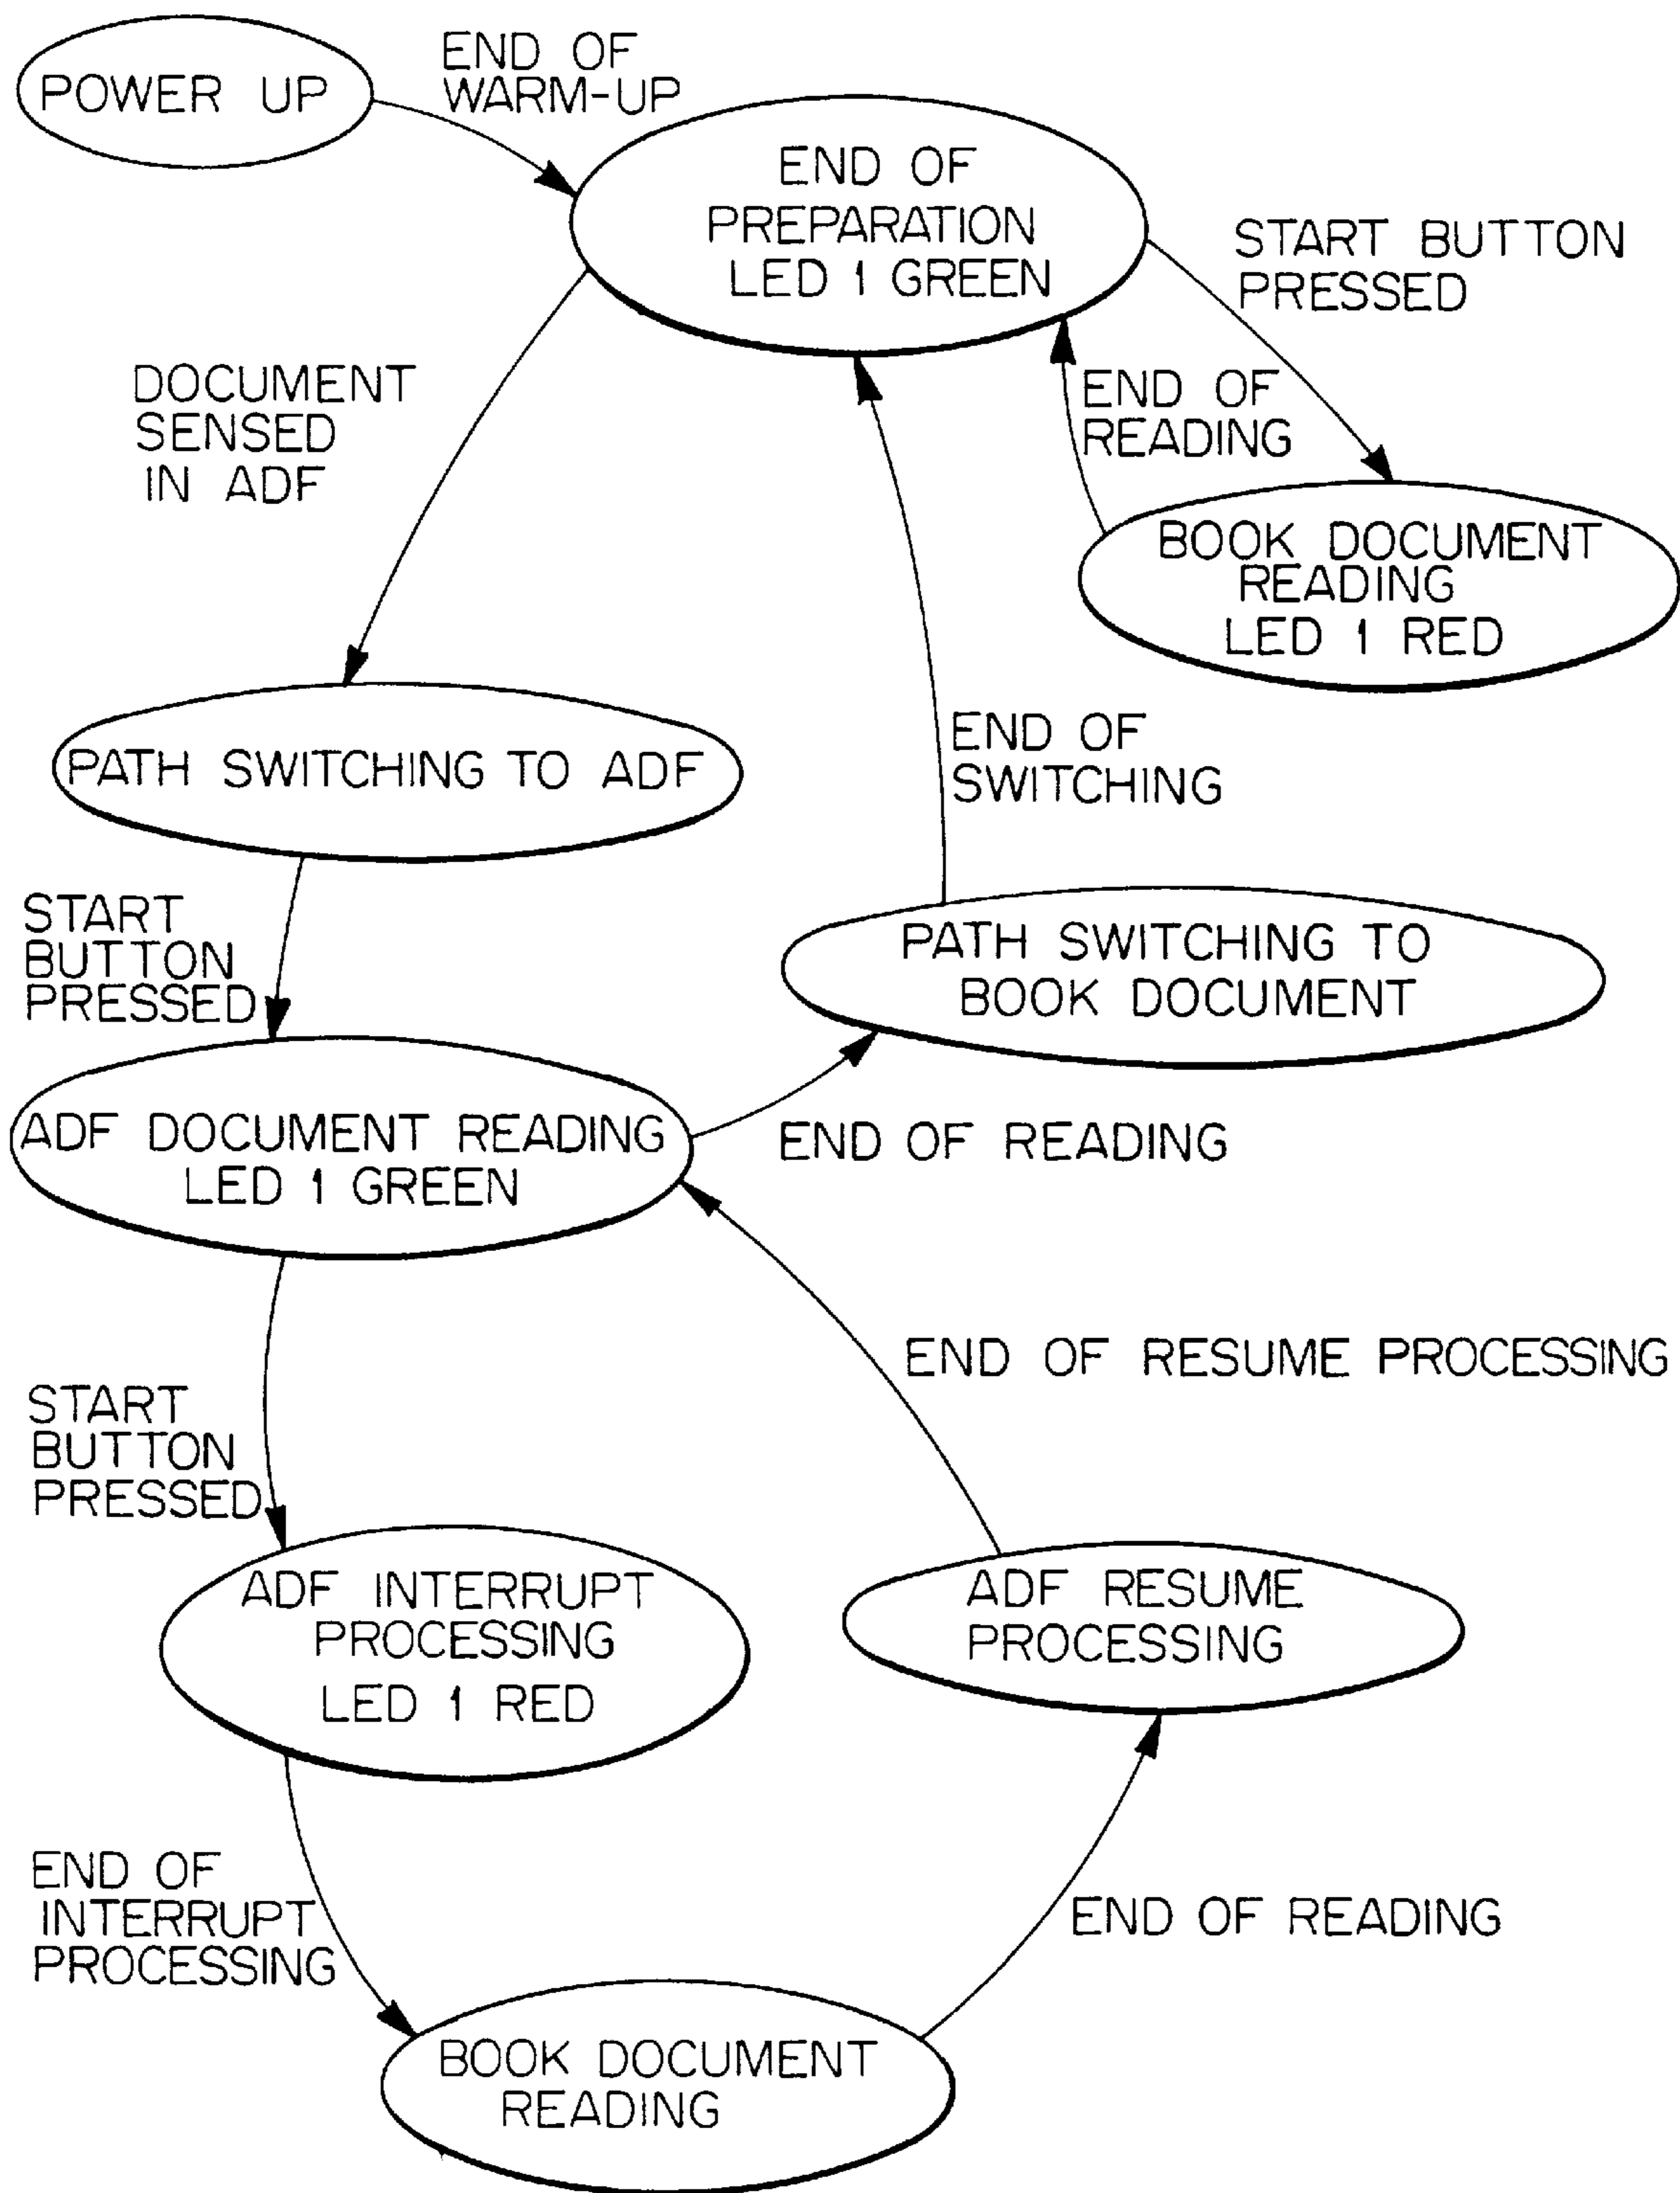 POWER UP
END OF
WARM-UP
END OF
PREPARATION
LED 1 GREEN
START BUTTON
PRESSED
DOCUMENT
SENSED
IN ADF
END OF
READING
BOOK DOCUMENT
READING
LED 1 RED
PATH SWITCHING TO ADF
END OF
SWITCHING
START
BUTTON
PRESSED
PATH SWITCHING TO
BOOK DOCUMENT
ADF DOCUMENT READING
LED 1 GREEN
END OF READING
END OF RESUME PROCESSING
START
BUTTON
PRESSED
ADF INTERRUPT
PROCESSING
LED 1 RED
ADF RESUME
PROCESSING
END OF
INTERRUPT
PROCESSING
END OF READING
BOOK DOCUMENT
READING